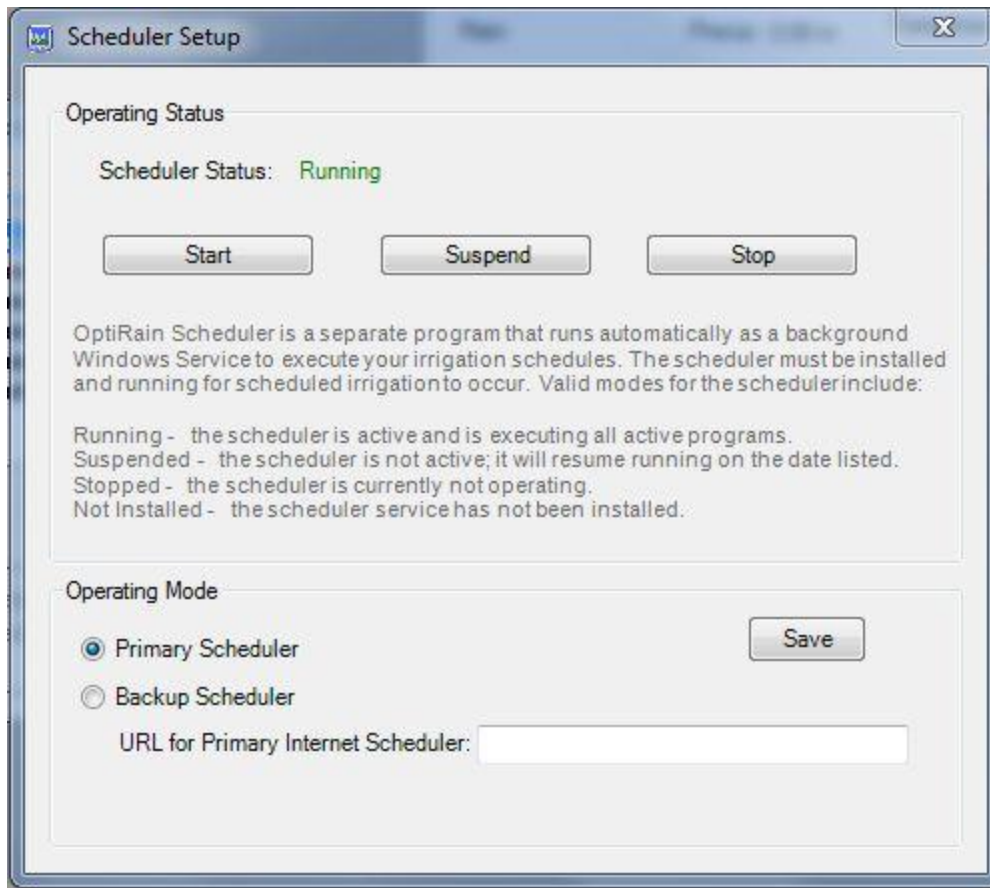 Scheduler Setup
Operating Status
Scheduler Status: Running
Start Suspend Stop
OptiRain Scheduler is a separate program that runs automatically as a background
Windows Service to execute your irrigation schedules. The scheduler must be installed
and running for scheduled irrigation to occur. Valid modes for the scheduler include:
Running - the scheduler is active and is executing all active programs.
Suspended - the scheduler is not active; it will resume running on the date listed.
Stopped - the scheduler is currently not operating.
Not Installed - the scheduler service has not been installed.
Operating Mode
Primary Scheduler
Save
Backup Scheduler
URL for Primary Internet Scheduler: